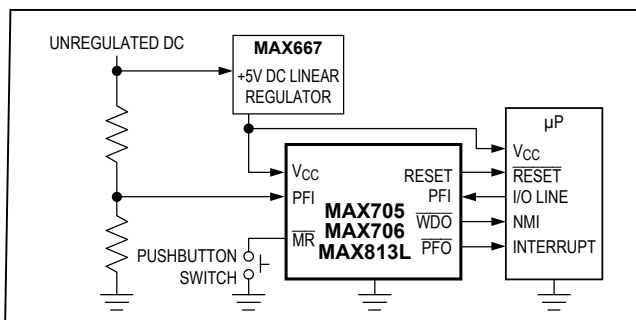 UNREGULATED DC
MAX667
+5V DC LINEAR
REGULATOR
µP
VCC
RESET
I/O LINE
NMI
INTERRUPT
VCC
PFI
MR
RESET
PFI
WDO
PFO
MAX705
MAX706
MAX813L
PUSHBUTTON
SWITCH